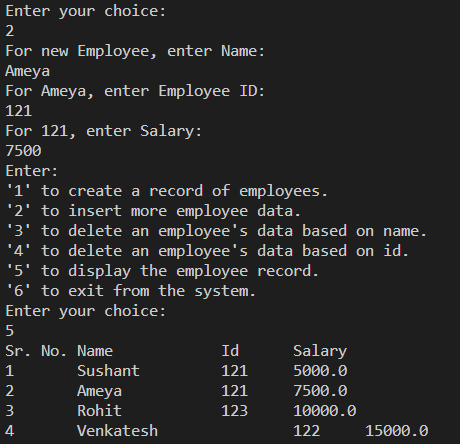 Enter your choice:
2
For new Employee, enter Name:
Ameya
For Ameya, enter Employee ID:
121
For 121, enter Salary:
7500
Enter:
'1' to create a record of employees.
'2' to insert more employee data.
'3' to delete an employee's data based on name.
'4' to delete an employee's data based on id.
'5' to display the employee record.
'6' to exit from the system.
Enter your choice:
5
Sr. No. Name            Id      Salary
1       Sushant         121     5000.0
2       Ameya           121     7500.0
3       Rohit           123     10000.0
4       Venkatesh               122     15000.0